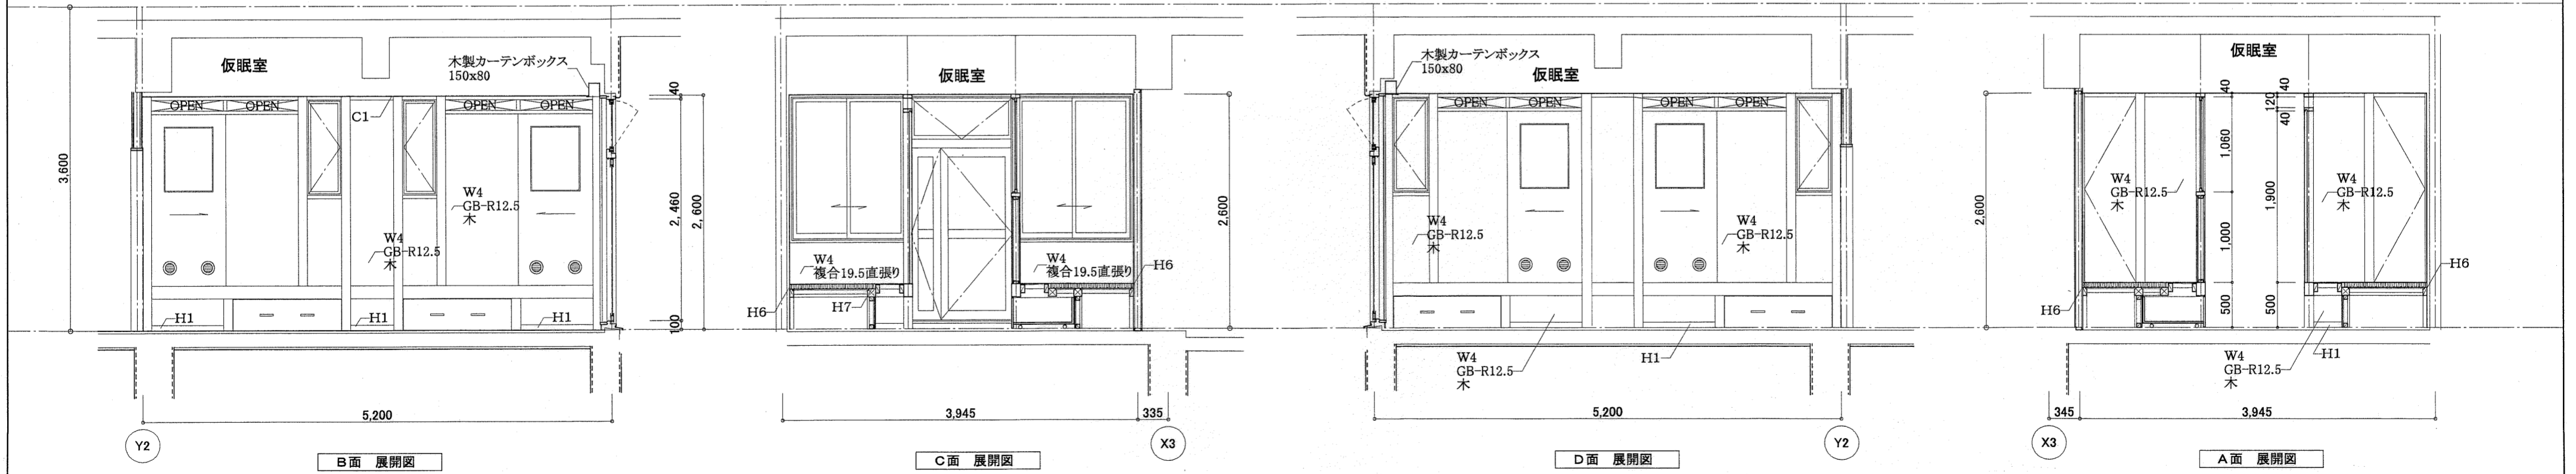 3,600
仮眠室
木製カーテンボックス
150x80
OPEN
OPEN
OPEN
OPEN
C1
W4
GB-R12.5
木
W4
GB-R12.5
木
H1
H1
H1
40
2,460
2,600
100
5,200
Y2
B面 展開図
仮眠室
W4
複合19.5直張り
W4
複合19.5直張り
H6
H6
H7
2,600
3,945
335
X3
C面 展開図
木製カーテンボックス
150x80
仮眠室
OPEN
OPEN
OPEN
OPEN
W4
GB-R12.5
木
W4
GB-R12.5
木
W4
GB-R12.5
木
H1
5,200
Y2
D面 展開図
仮眠室
2,600
40
1,060
1,000
500
40
120
40
1,900
500
W4
GB-R12.5
木
W4
GB-R12.5
木
H6
H6
W4
GB-R12.5
木
H1
345
3,945
X3
A面 展開図